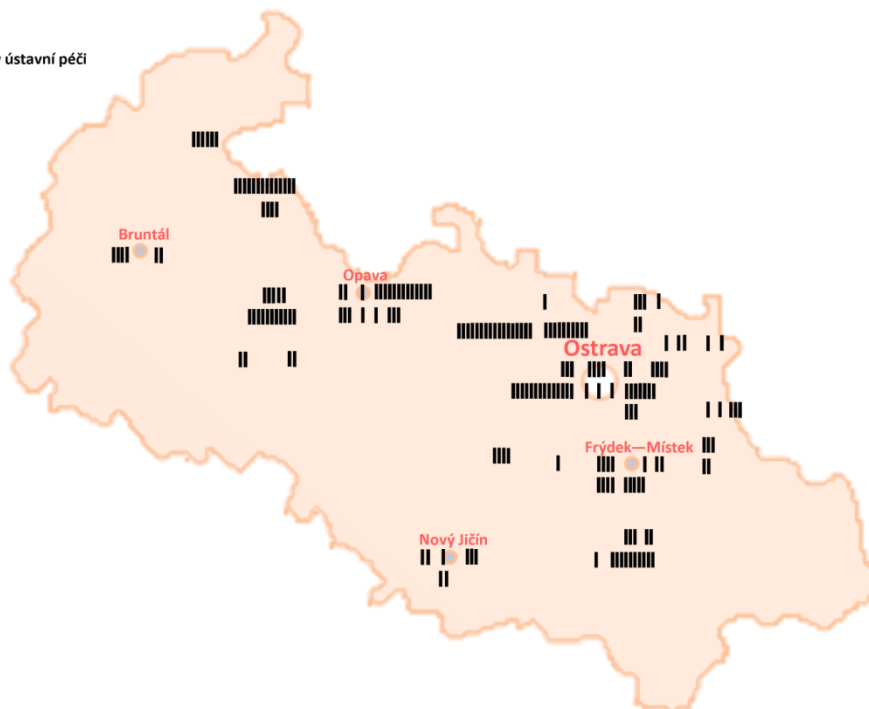 ústavní péči
Bruntál
Opava
Ostrava
Frýdek—Místek
Nový Jičín